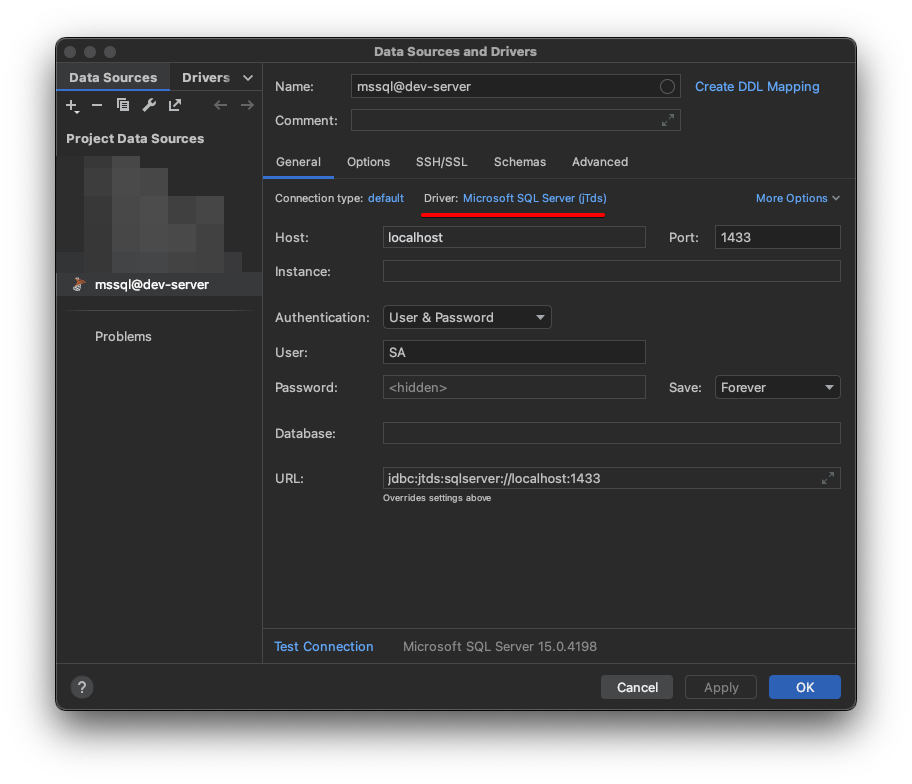 Data Sources and Drivers
Data Sources Drivers
Name: mssql@dev-server Create DDL Mapping
Comment:
Project Data Sources
mssql@dev-server
Problems
General Options SSH/SSL Schemas Advanced
Connection type: default Driver: Microsoft SQL Server (jTds) More Options
Host: localhost Port: 1433
Instance:
Authentication: User & Password
User: SA
Password: <hidden> Save: Forever
Database:
URL: jdbc:jtds:sqlserver://localhost:1433
Overrides settings above
Test Connection Microsoft SQL Server 15.0.4198
? Cancel Apply OK